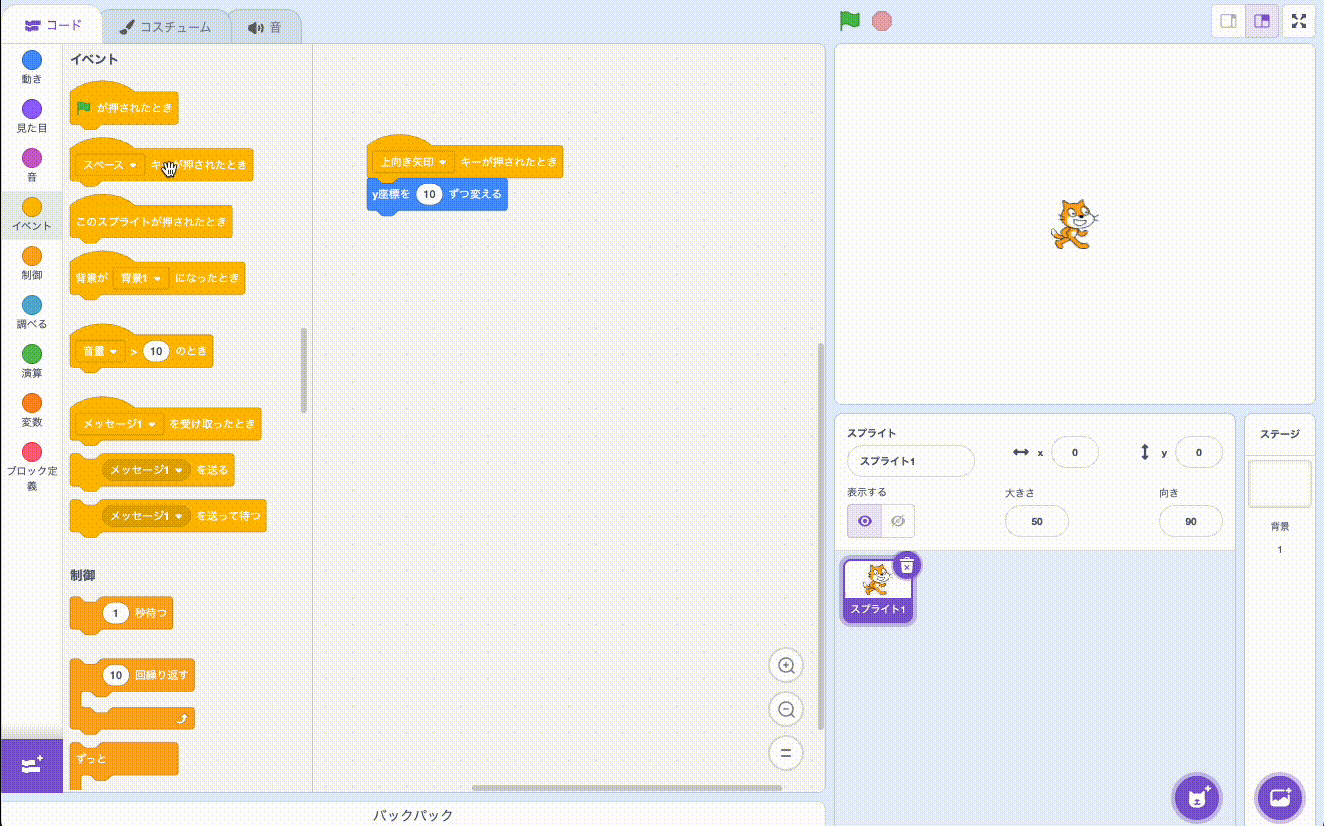 コード
コスチューム
音
動き
見た目
音
イベント
制御
調べる
演算
変数
ブロック定
義
イベント
が押されたとき
スペース キーが押されたとき
このスプライトが押されたとき
背景が 背景1 になったとき
音量 > 10 のとき
メッセージ1 を受け取ったとき
メッセージ1 を送る
メッセージ1 を送って待つ
制御
1 秒待つ
10 回繰り返す
ずっと
上向き矢印 キーが押されたとき
y座標を 10 ずつ変える
バックパック
スプライト
スプライト1
x 0
y 0
表示する
大きさ
50
向き
90
スプライト1
ステージ
背景
1